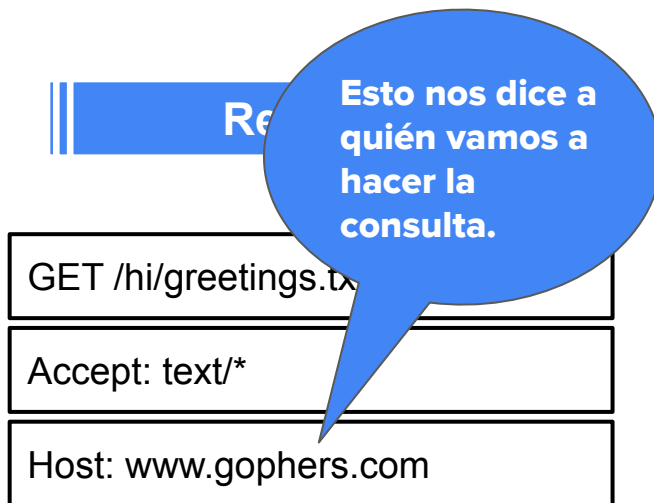 Esto nos dice a
quién vamos a
hacer la
consulta.
Re
GET /hi/greetings.tx
Accept: text/*
Host: www.gophers.com